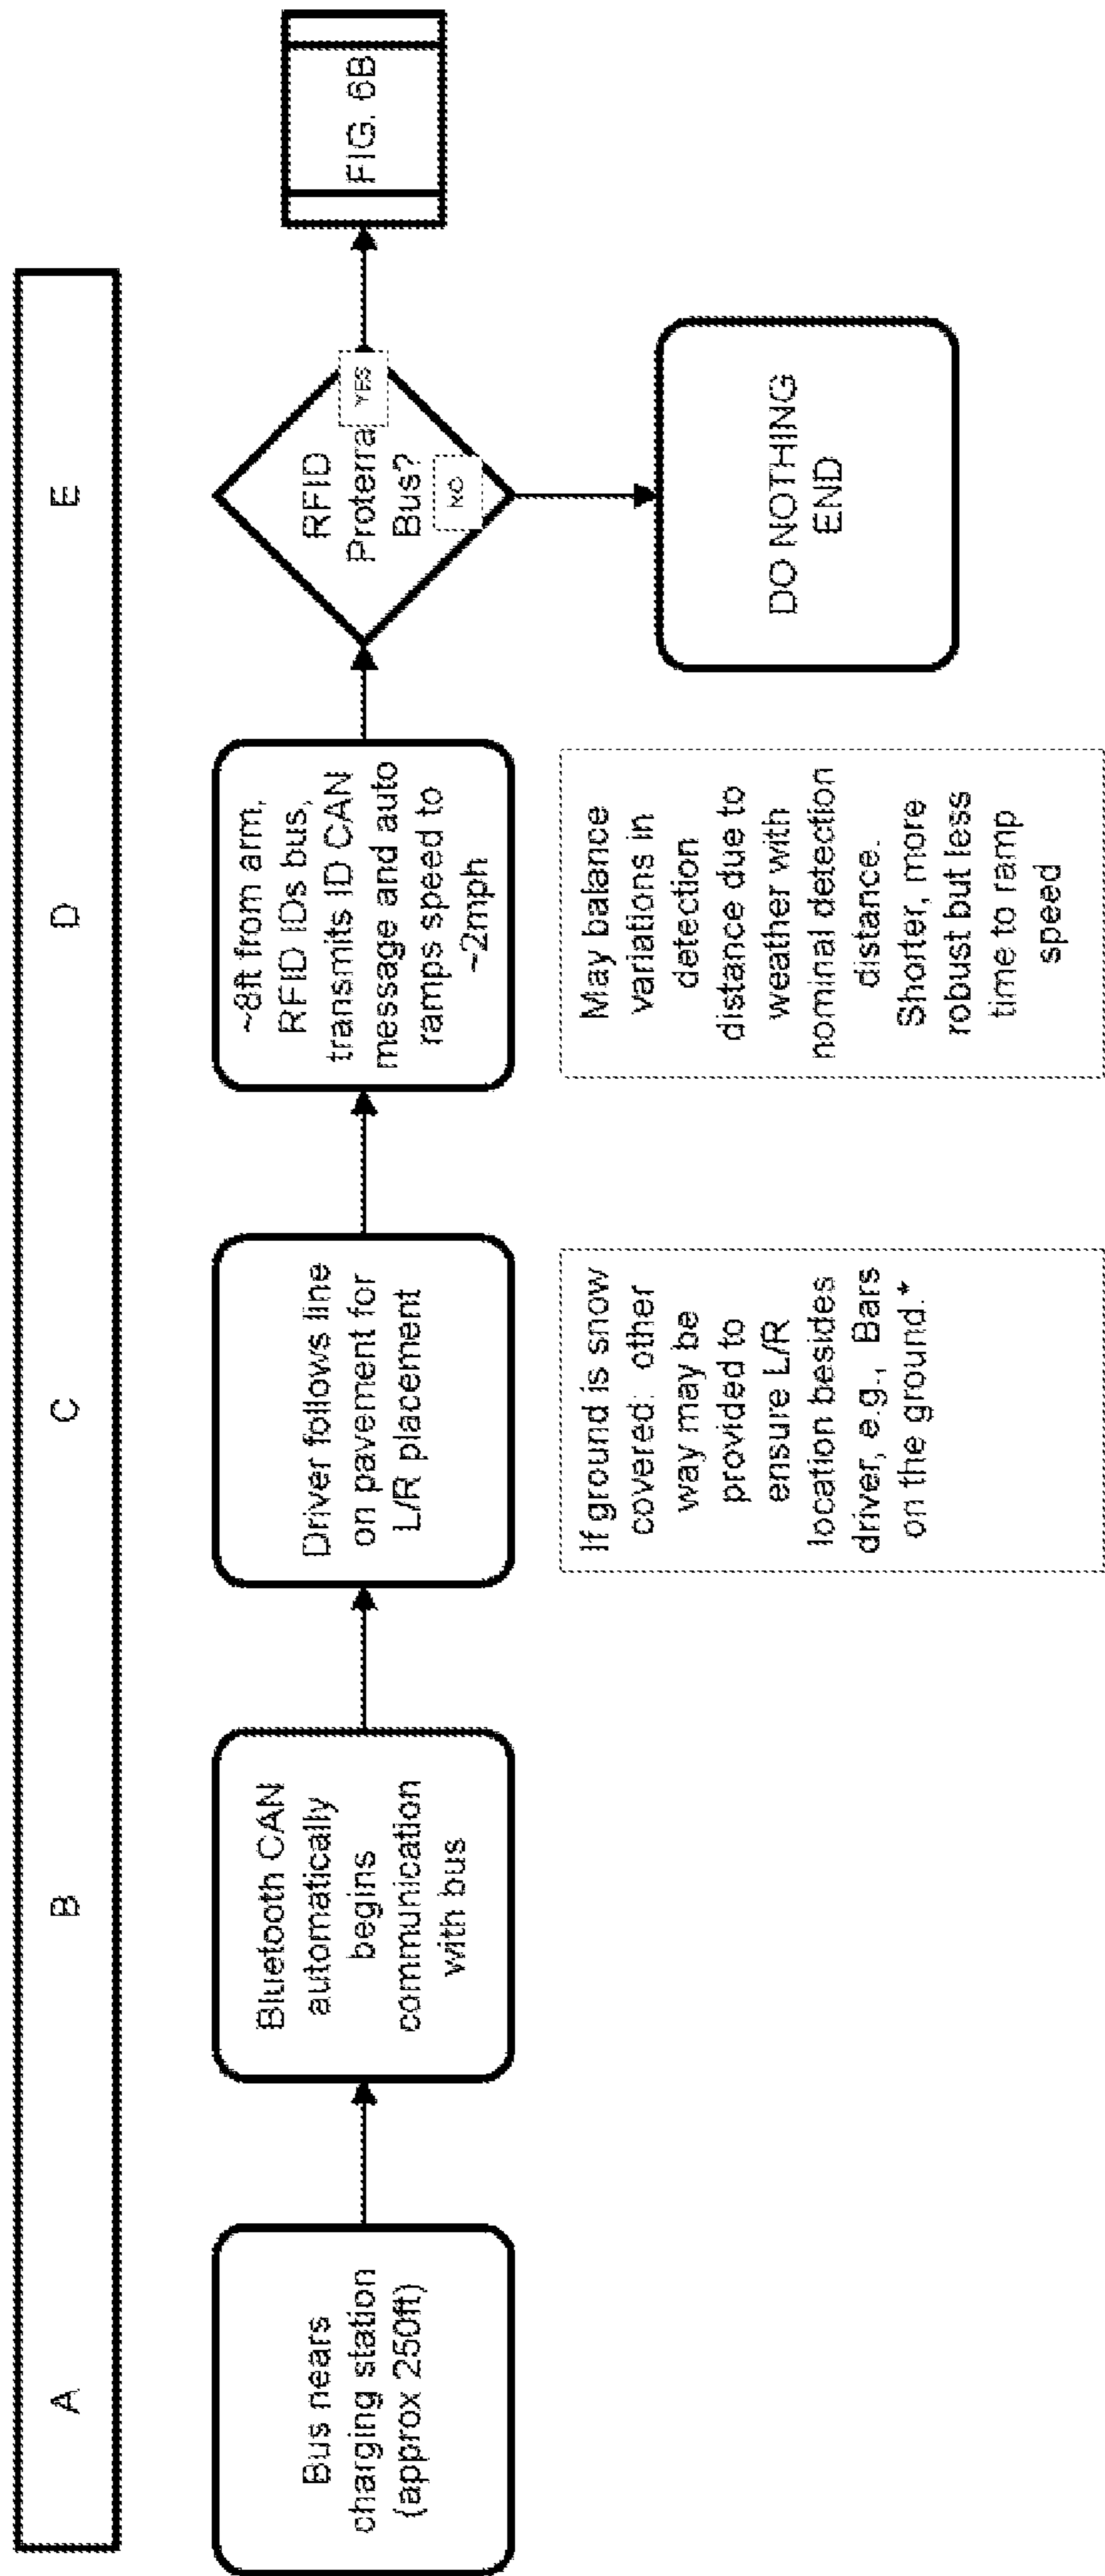 A
B
C
D
E
Bus nears
charging station
(approx 250ft)
Bluetooth CAN
automatically
begins
communication
with bus
Driver follows line
on pavement for
L/R placement
~8ft from arm,
RFID IDs bus,
transmits ID CAN
message and auto
ramps speed to
~2mph
RFID
Proterra
Bus?
YES
NO
FIG. 6B
DO NOTHING
END
If ground is snow
covered: other
way may be
provided to
ensure L/R
location besides
driver, e.g., Bars
on the ground.*
May balance
variations in
detection
distance due to
weather with
nominal detection
distance.
Shorter, more
robust but less
time to ramp
speed